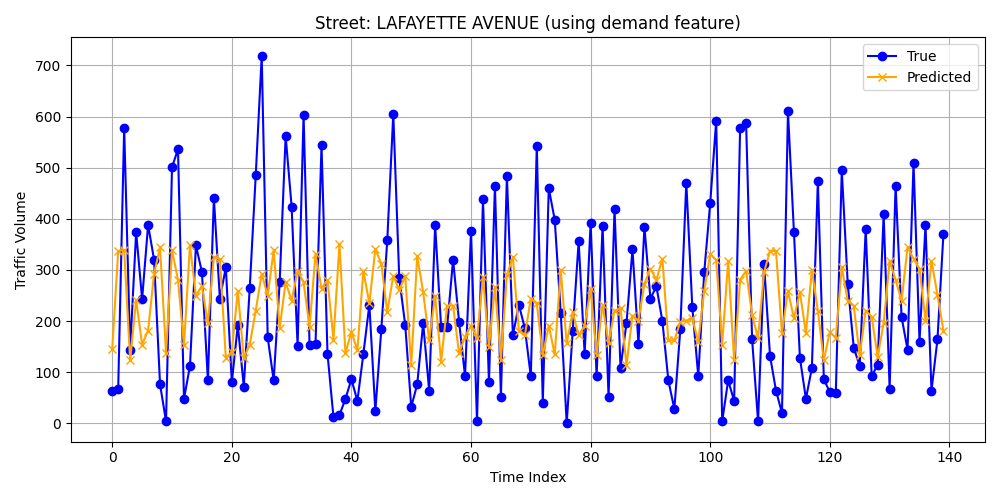 Street: LAFAYETTE AVENUE (using demand feature)
True
Predicted
Traffic Volume
700
600
500
400
300
200
100
0
0 20 40 60 80 100 120 140
Time Index